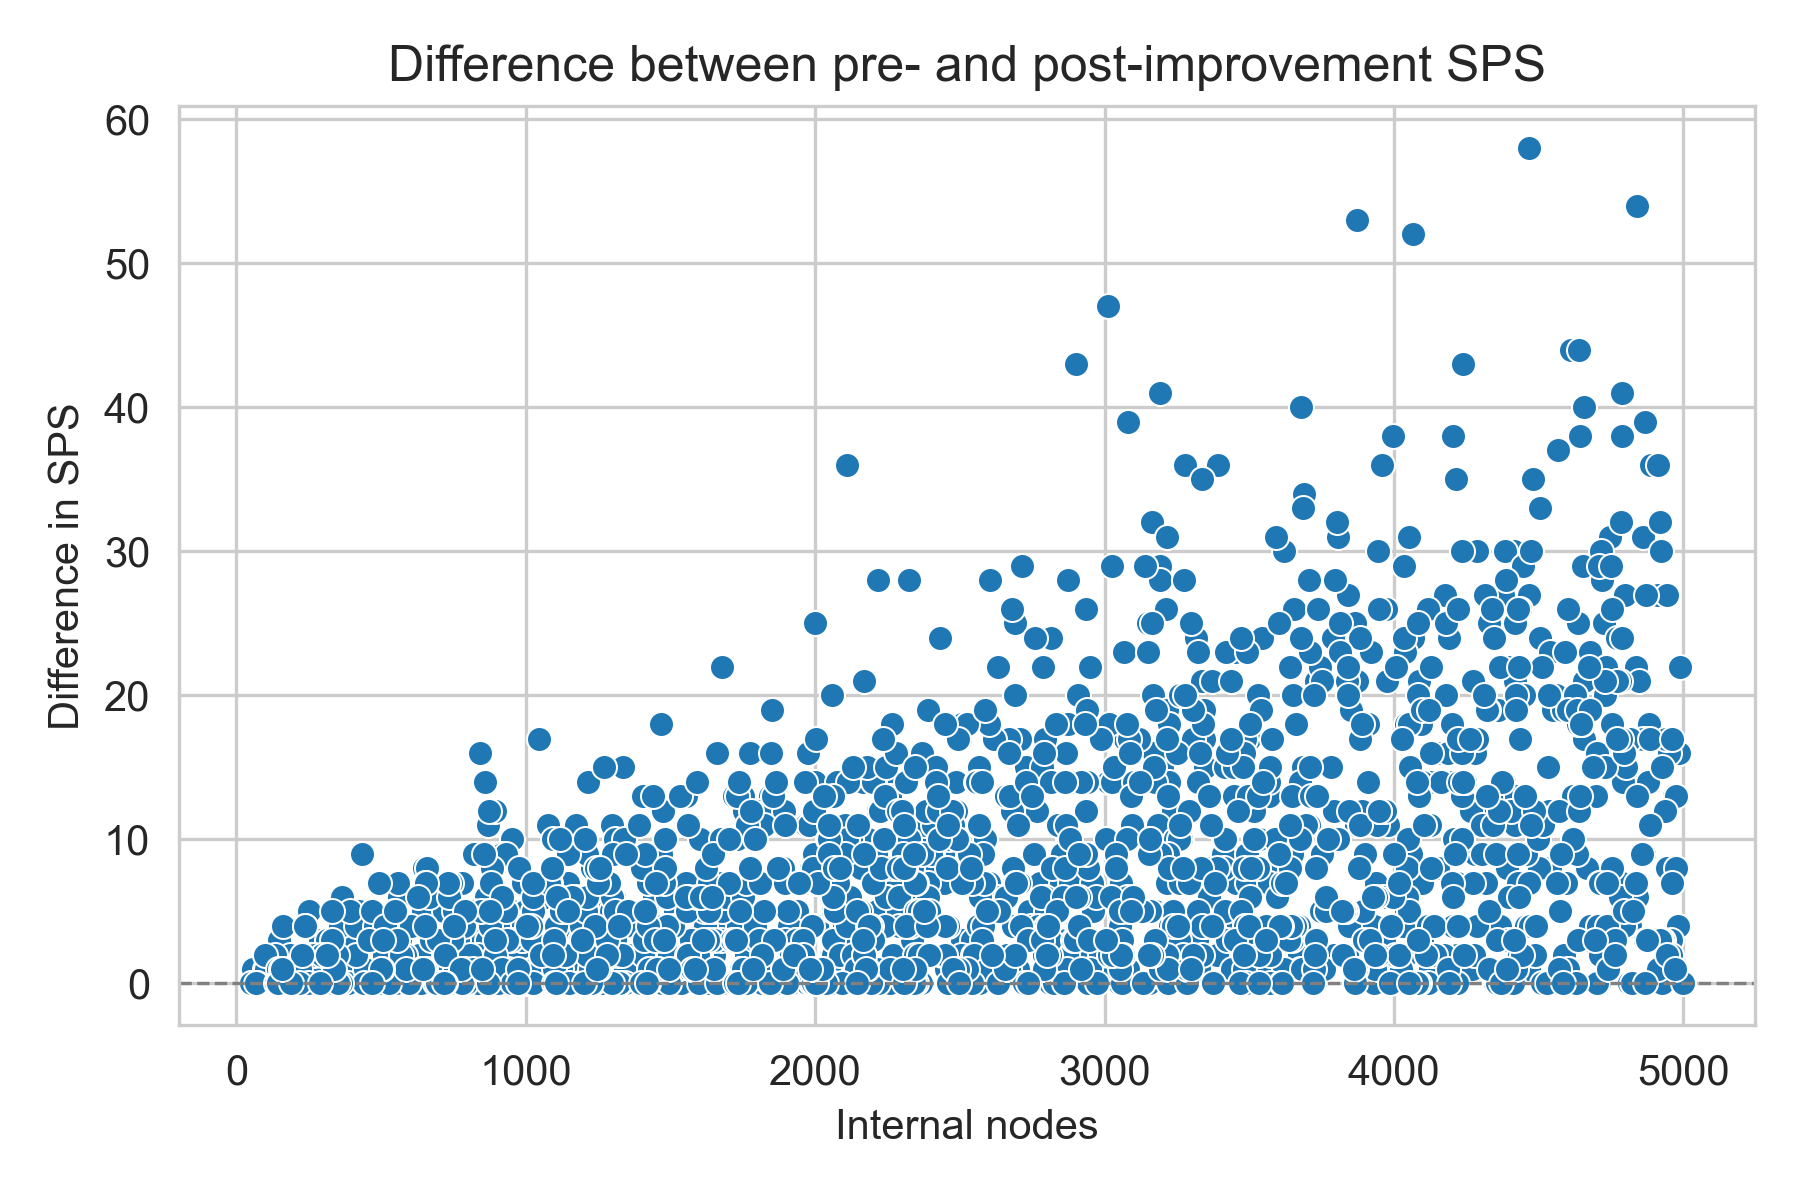 Difference between pre- and post-improvement SPS
Difference in SPS
60
50
40
30
20
10
0
0 1000 2000 3000 4000 5000
Internal nodes